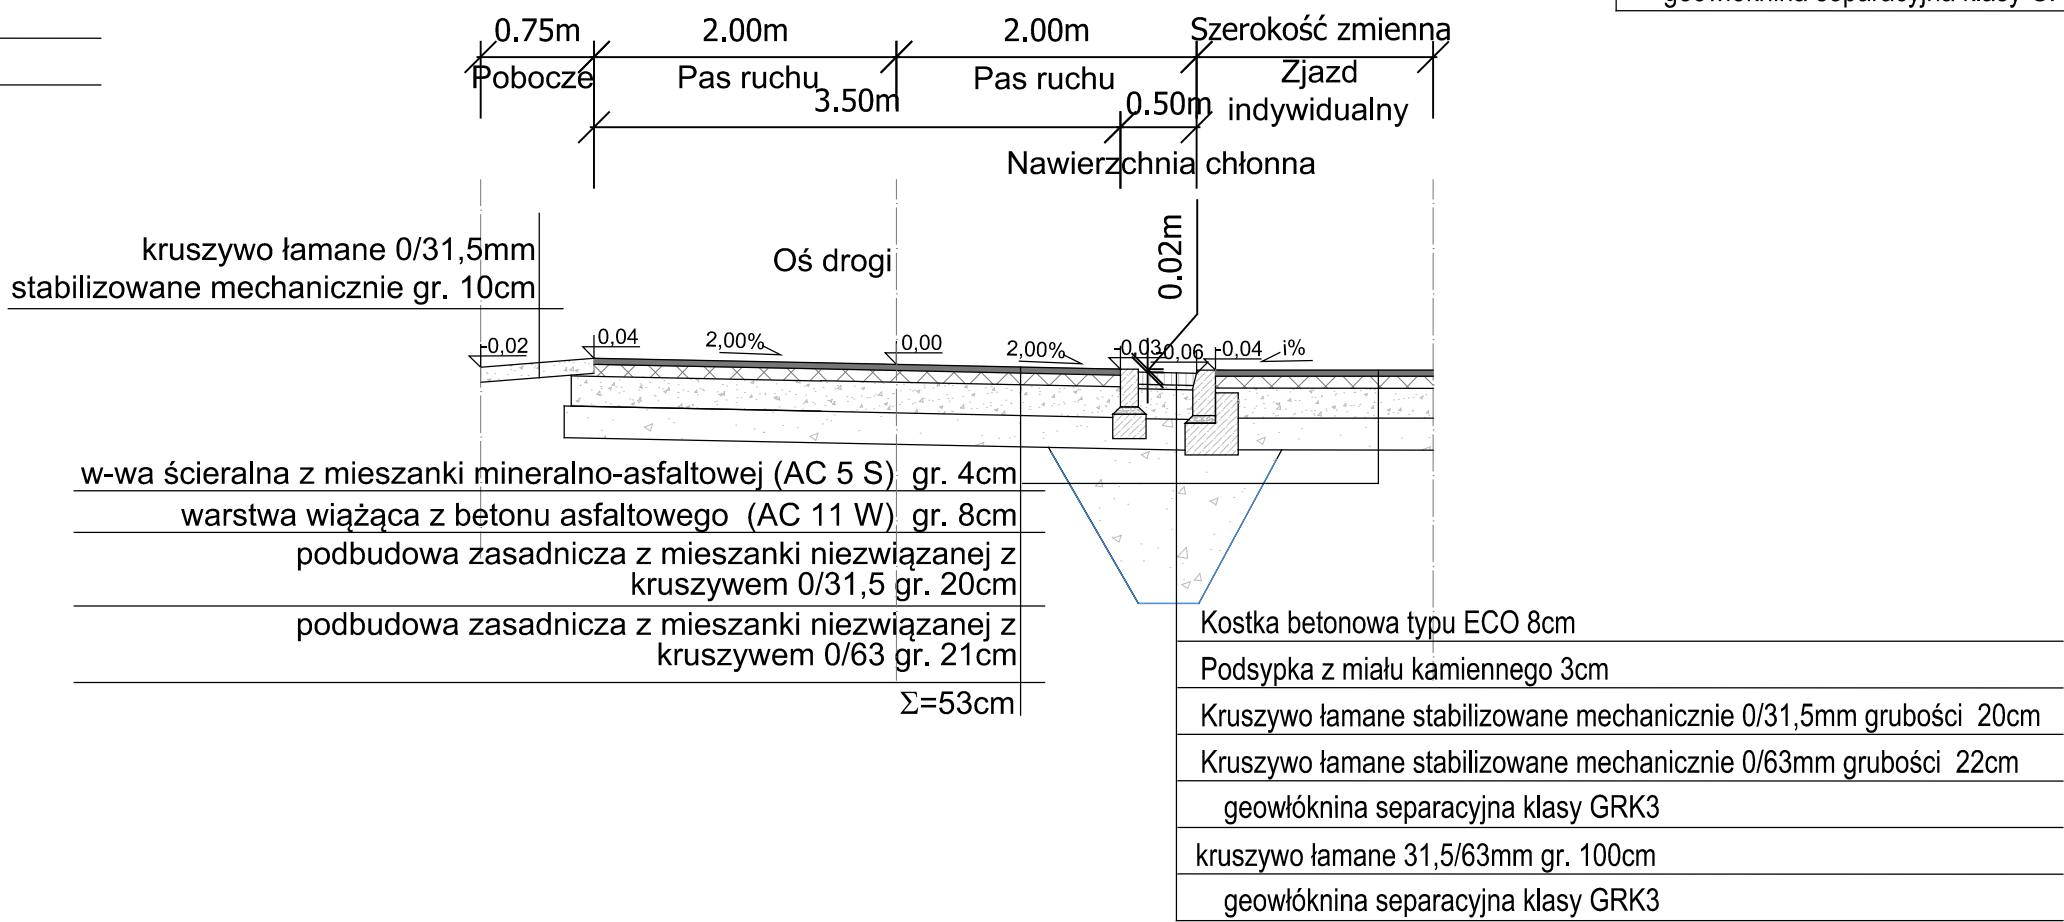 geowłóknina separacyjna klasy
0.75m 2.00m 2.00m Szerokość zmienna
Pobocze Pas ruchu Pas ruchu Zjazd
indywidualny
3.50m 0.50m
Nawierzchnia chłonna
kruszywo łamane 0/31,5mm
stabilizowane mechanicznie gr. 10cm
Oś drogi
0.02m
-0,02 0,04 2,00% 0,00 2,00% -0,03 -0,06 -0,04 i%
w-wa ścieralna z mieszanki mineralno-asfaltowej (AC 5 S) gr. 4cm
warstwa wiążąca z betonu asfaltowego (AC 11 W) gr. 8cm
podbudowa zasadnicza z mieszanki niezwiązanej z
kruszywem 0/31,5 gr. 20cm
podbudowa zasadnicza z mieszanki niezwiązanej z
kruszywem 0/63 gr. 21cm
Σ=53cm
Kostka betonowa typu ECO 8cm
Podsypka z miału kamiennego 3cm
Kruszywo łamane stabilizowane mechanicznie 0/31,5mm grubości 20cm
Kruszywo łamane stabilizowane mechanicznie 0/63mm grubości 22cm
geowłóknina separacyjna klasy GRK3
kruszywo łamane 31,5/63mm gr. 100cm
geowłóknina separacyjna klasy GRK3